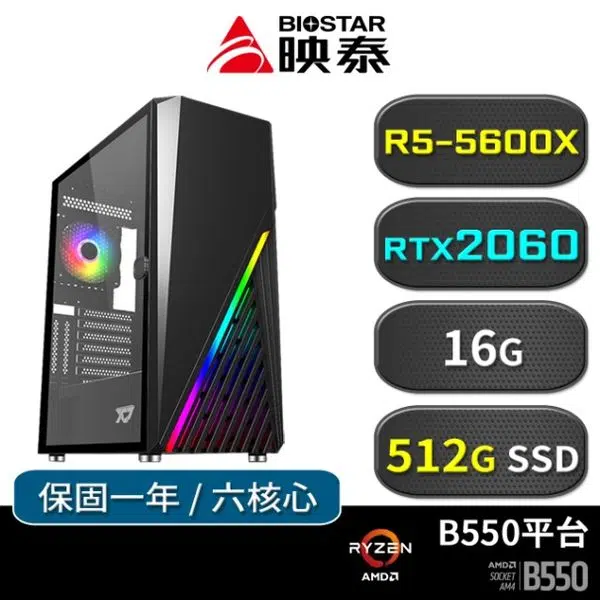 BIOSTAR
映泰
R5-5600X
RTX2060
16G
512G SSD
保固一年 / 六核心
RYZEN
AMD
B550平台
AMD
SOCKET
AM4
B550